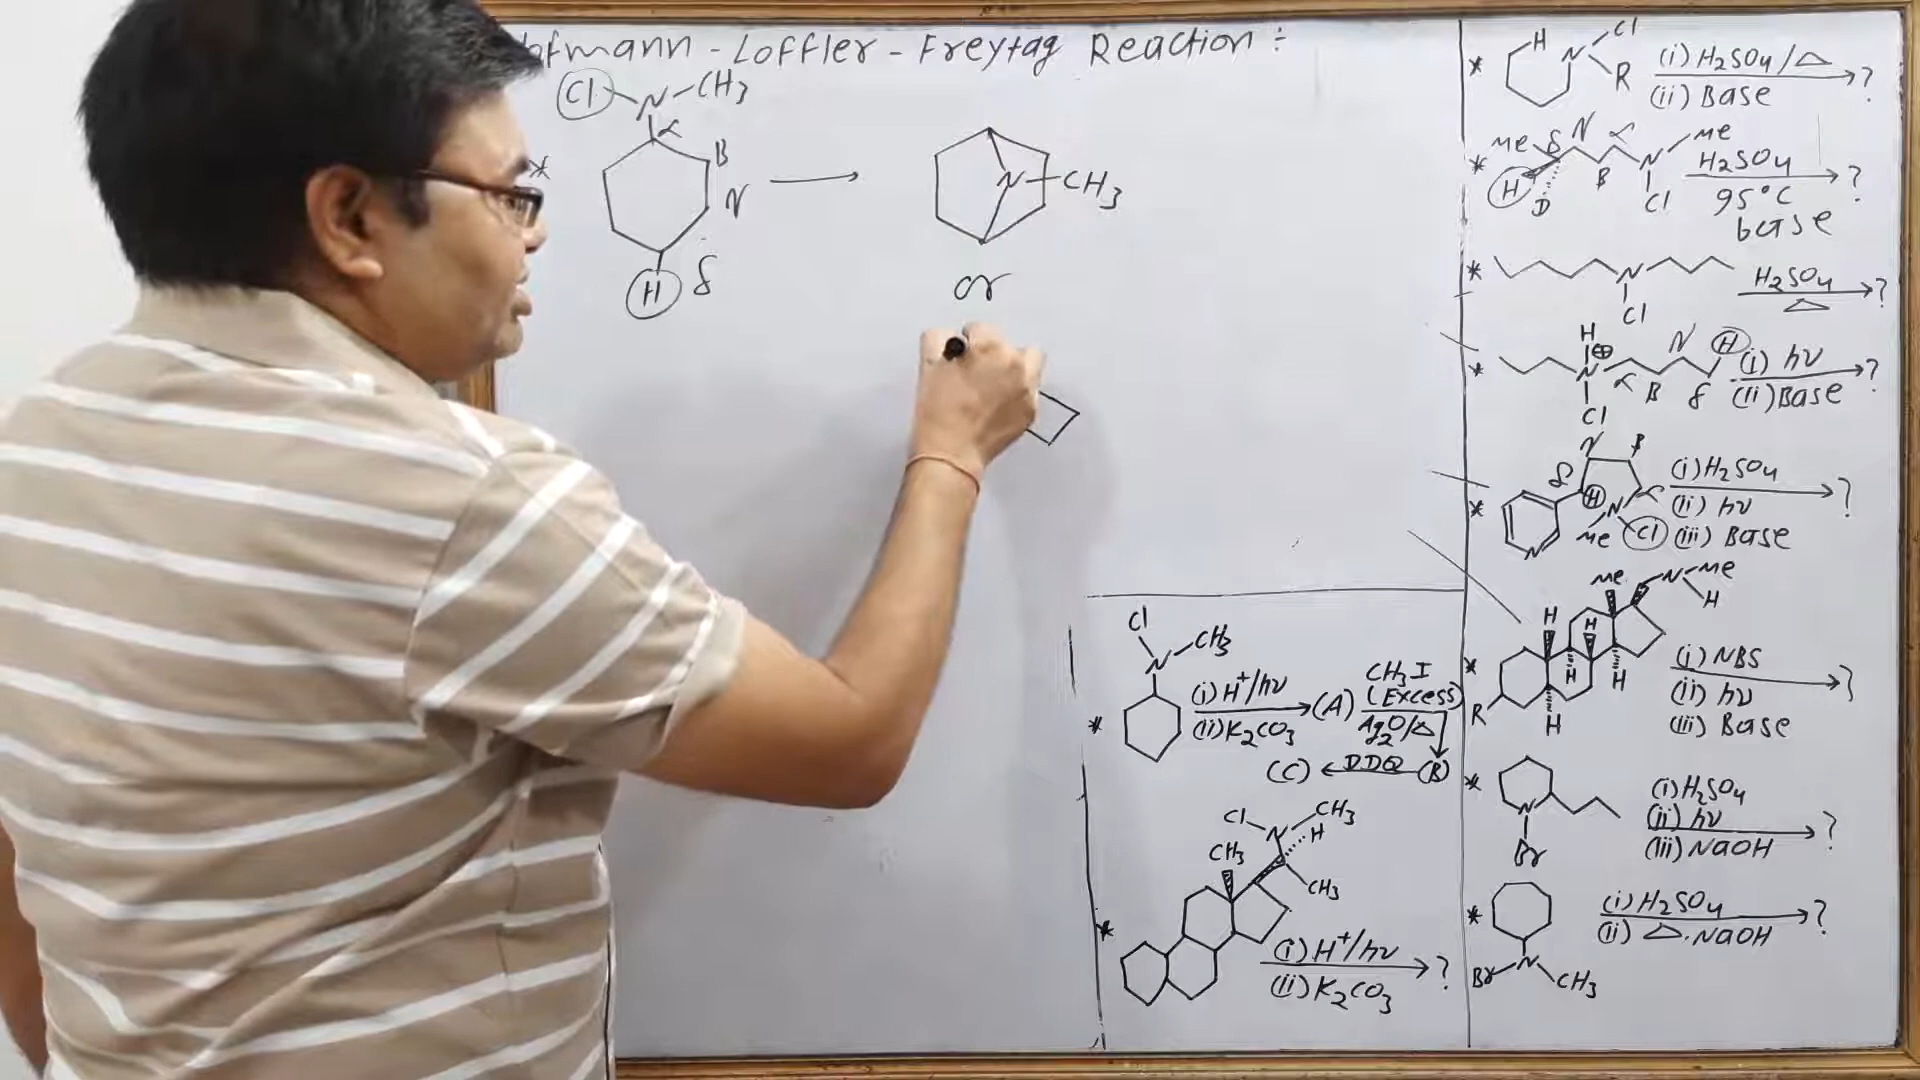 ofmann - Loffler - Freytag Reaction :
Cl N - CH3
*
α
B
γ
H δ
N - CH3
or
* H N Cl R (i) H2SO4 / △ (ii) Base ?
* Me δ γ α N Me H D B Cl H2SO4 95°C base ?
* N Cl H2SO4 △ ?
* H N ⊕ Cl α B γ δ H (i) hν (ii) Base ?
* γ B δ H α N Me Cl N (i) H2SO4 (ii) hν (iii) Base ?
* Me N Me H H H H H H R (i) NBS (ii) hν (iii) Base ?
* N Br (i) H2SO4 (ii) hν (iii) NaOH ?
* Br N CH3 (i) H2SO4 (ii) △ . NaOH ?
* Cl N CH3 (i) H+/hν (ii) K2CO3 (A) CH3I (Excess) Ag2O/△ (B) DDQ (C)
* Cl N CH3 H CH3 CH3 (i) H+/hν (ii) K2CO3 ?